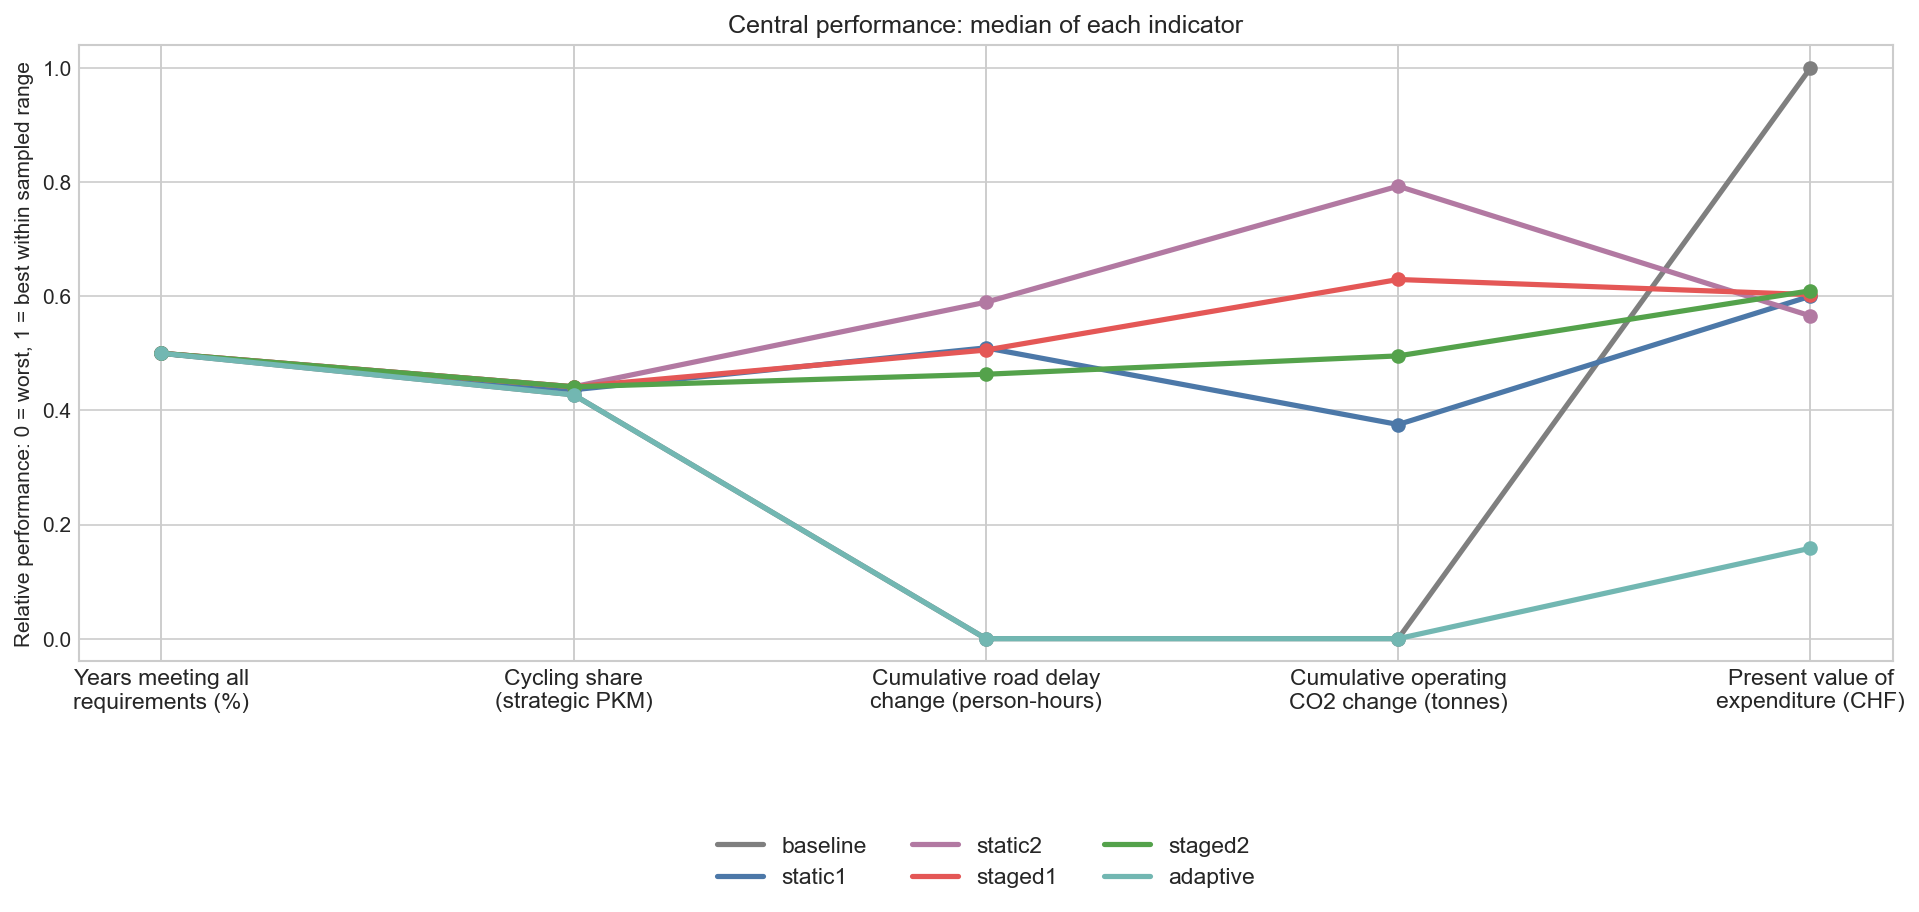 Central performance: median of each indicator
Relative performance: 0 = worst, 1 = best within sampled range
1.0
0.8
0.6
0.4
0.2
0.0
Years meeting all
requirements (%)
Cycling share
(strategic PKM)
Cumulative road delay
change (person-hours)
Cumulative operating
CO2 change (tonnes)
Present value of
expenditure (CHF)
baseline
static1
static2
staged1
staged2
adaptive